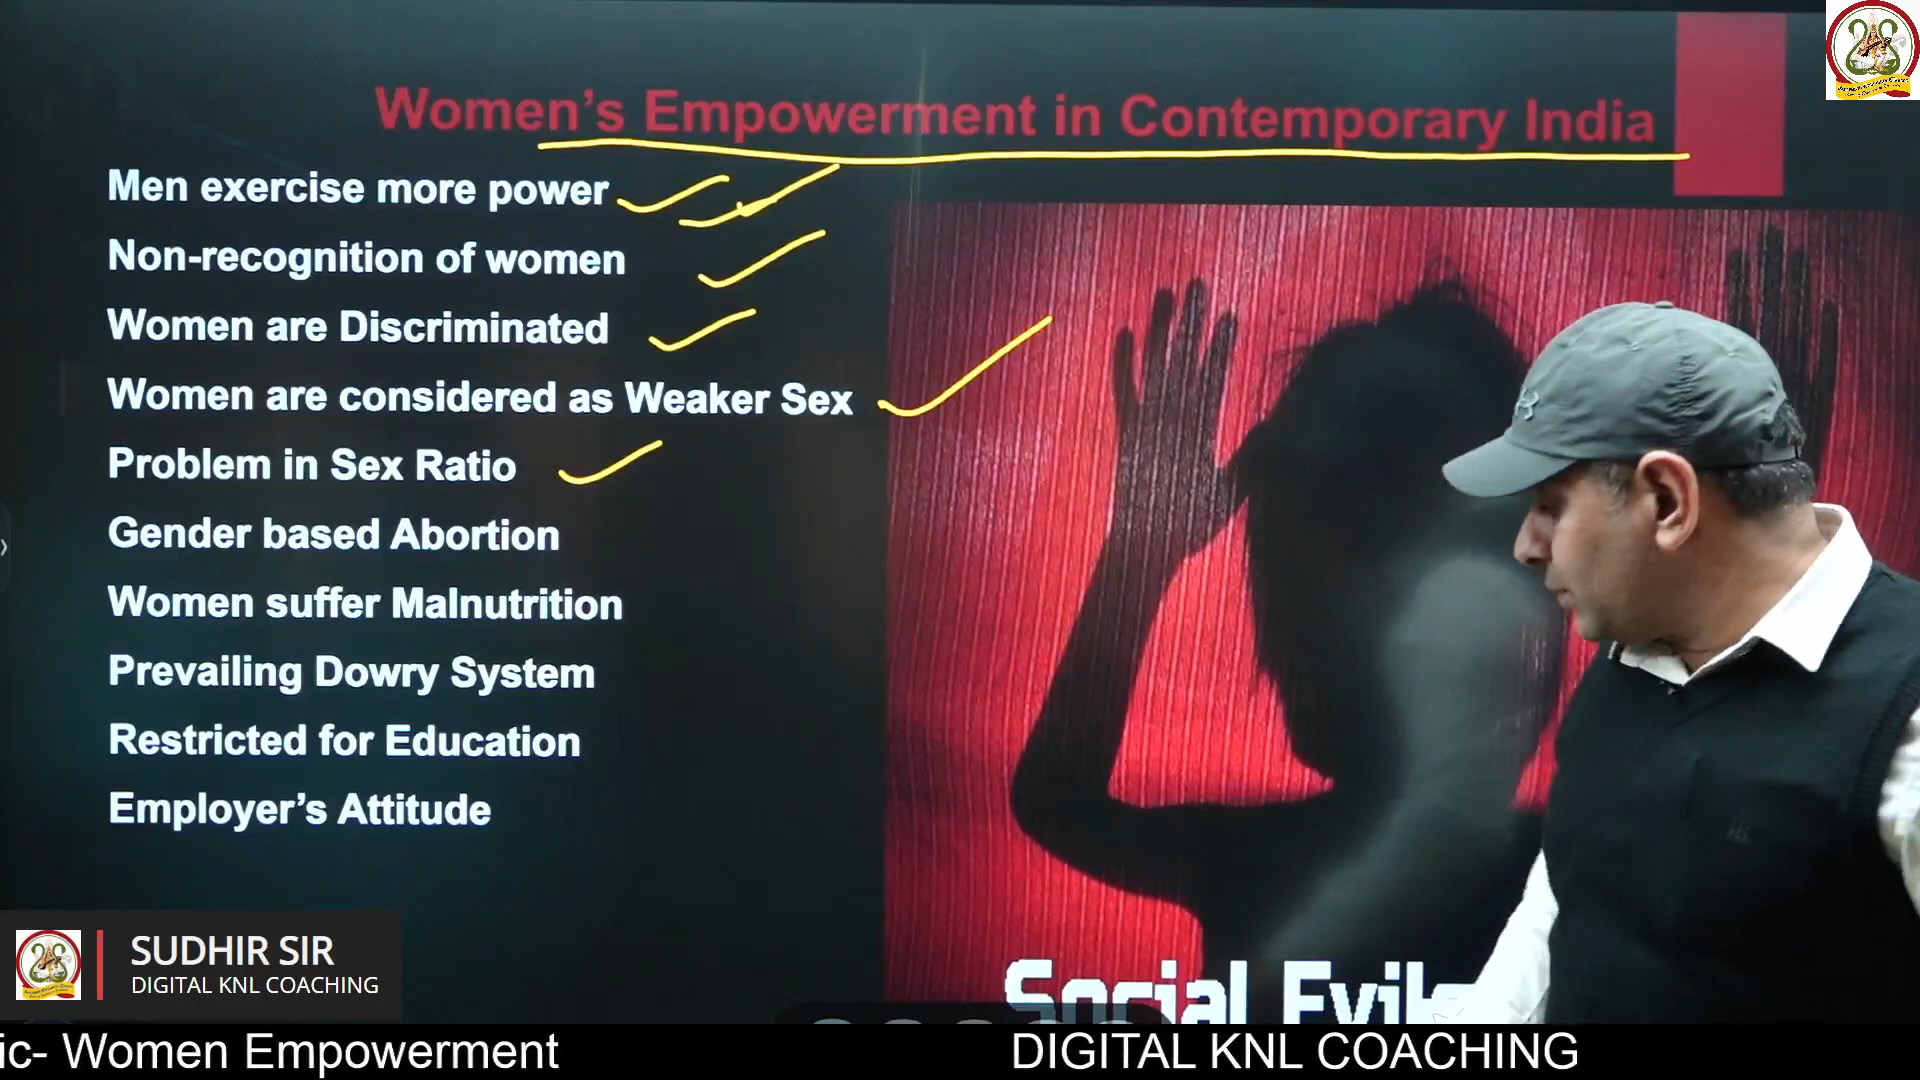 Women's Empowerment in Contemporary India
Men exercise more power
Non-recognition of women
Women are Discriminated
Women are considered as Weaker Sex
Problem in Sex Ratio
Gender based Abortion
Women suffer Malnutrition
Prevailing Dowry System
Restricted for Education
Employer's Attitude
Social Evils
SUDHIR SIR
DIGITAL KNL COACHING
ic- Women Empowerment
DIGITAL KNL COACHING